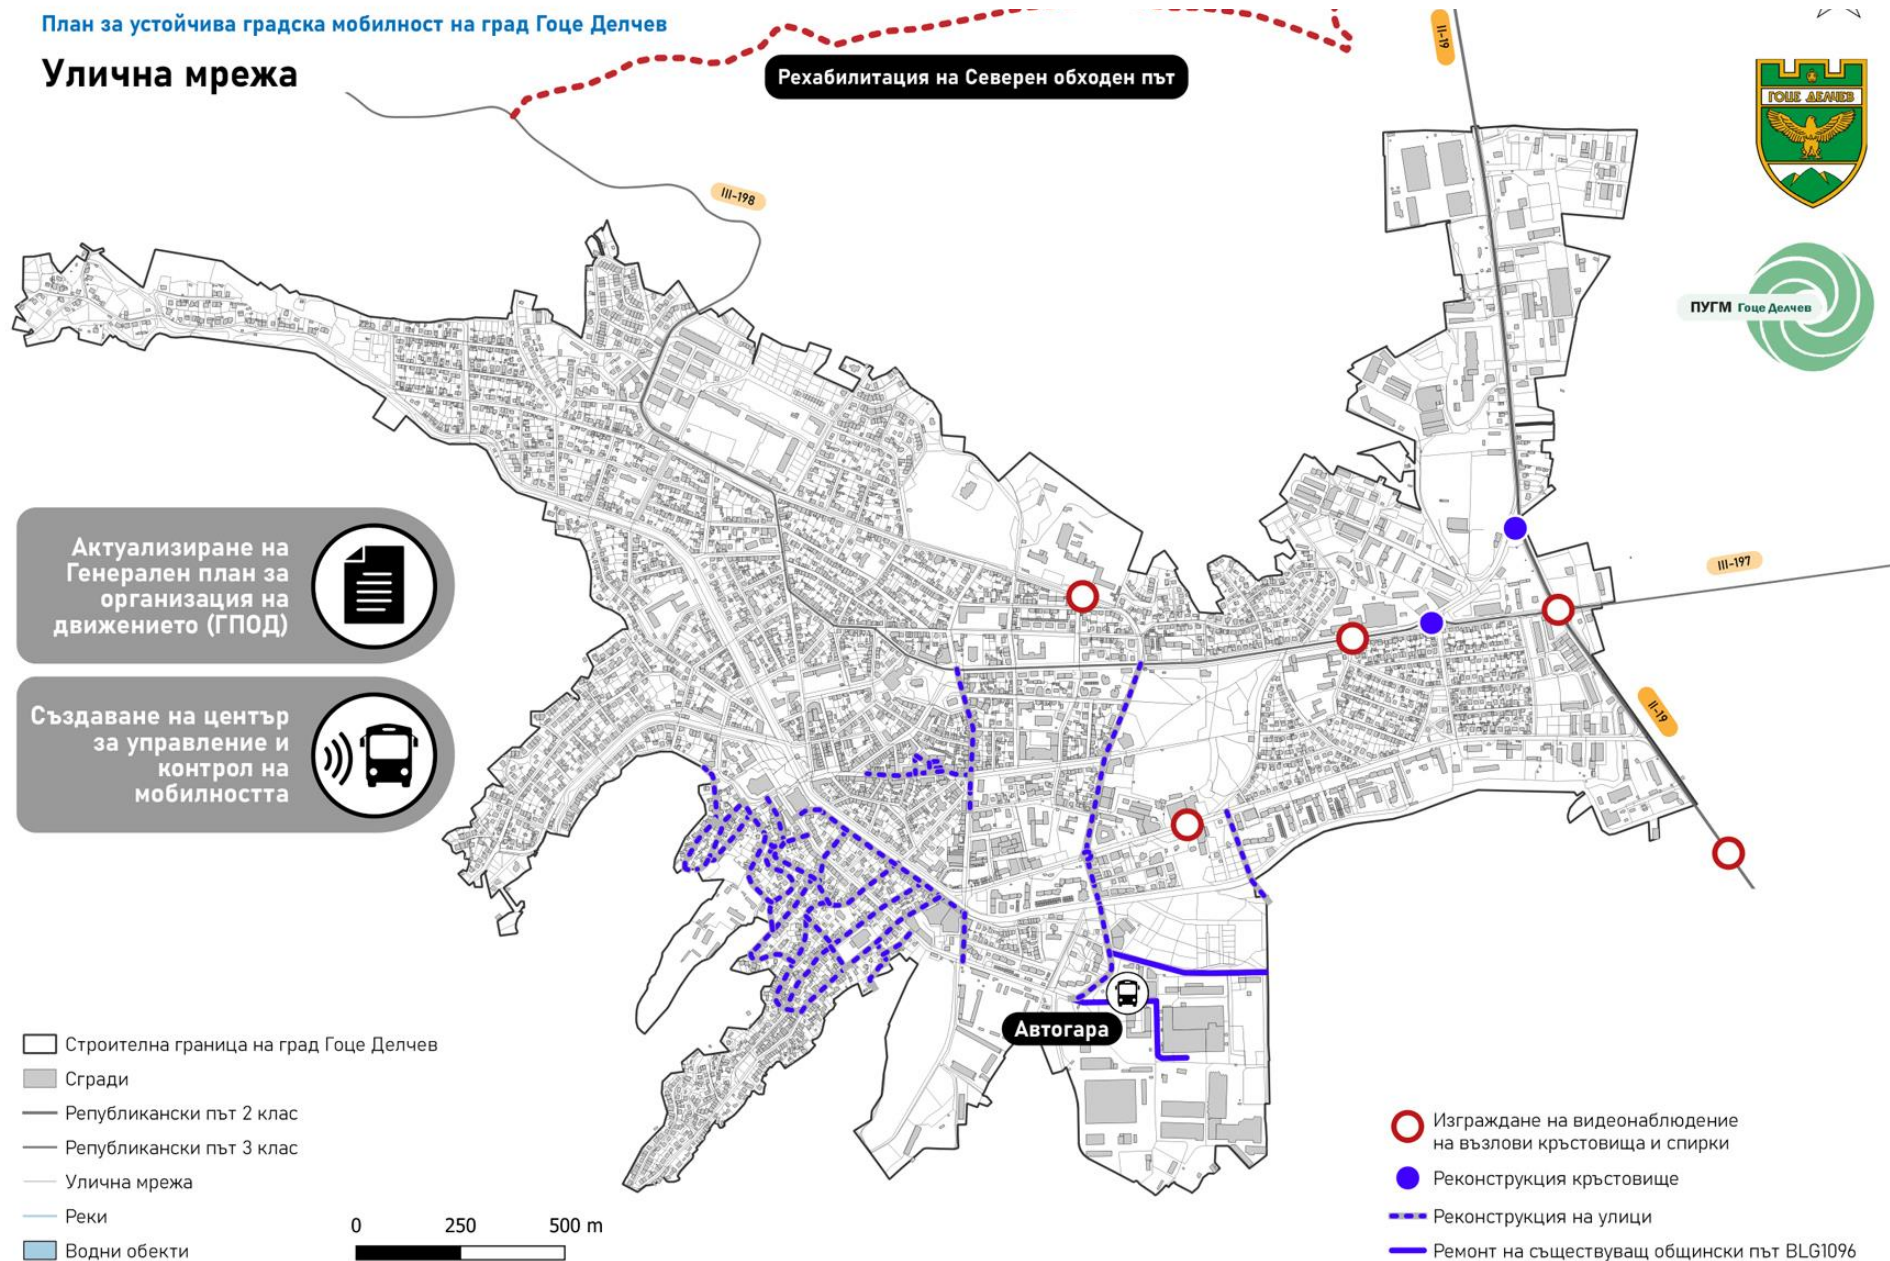 План за устойчива градска мобилност на град Гоце Делчев
Улична мрежа
Рехабилитация на Северен обходен път
II-19
ГОЦЕ ДЕЛЧЕВ
III-198
ПУГМ Гоце Делчев
Актуализиране на
Генерален план за
организация на
движението (ГПОД)
III-197
Създаване на център
за управление и
контрол на
мобилността
II-19
Автогара
Строителна граница на град Гоце Делчев
Сгради
Републикански път 2 клас
Републикански път 3 клас
Улична мрежа
Реки
Водни обекти
0 250 500 m
Изграждане на видеонаблюдение
на възлови кръстовища и спирки
Реконструкция кръстовище
Реконструкция на улици
Ремонт на съществуващ общински път BLG1096